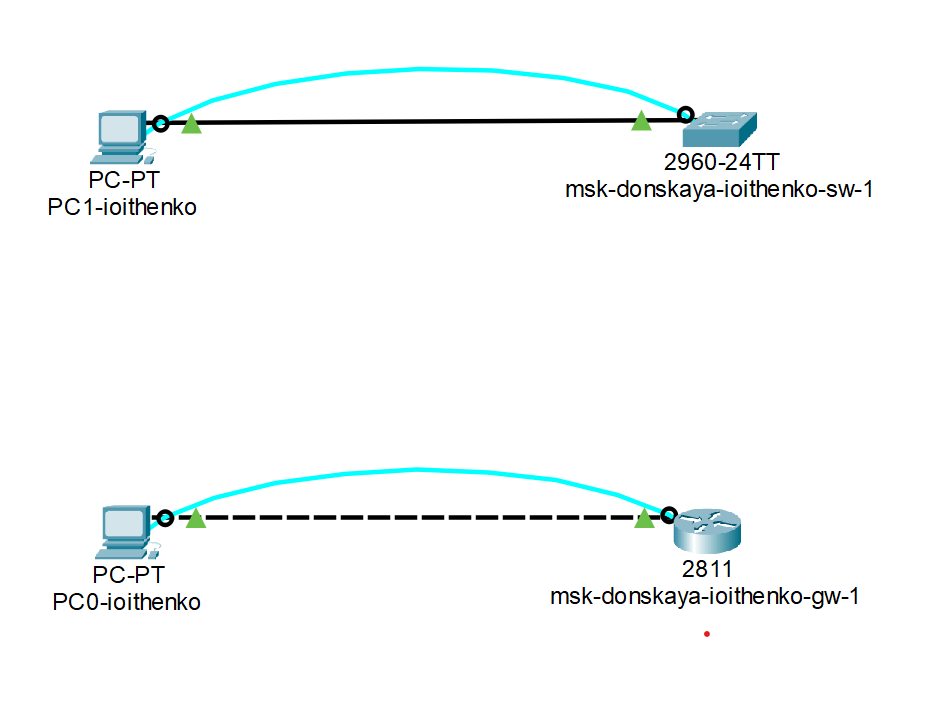 2960-24TT
PC-PT
msk-donskaya-ioithenko-sw-1
PC1-ioithenko
2811
PC-PT
msk-donskaya-ioithenko-gw-1
PC0-ioithenko